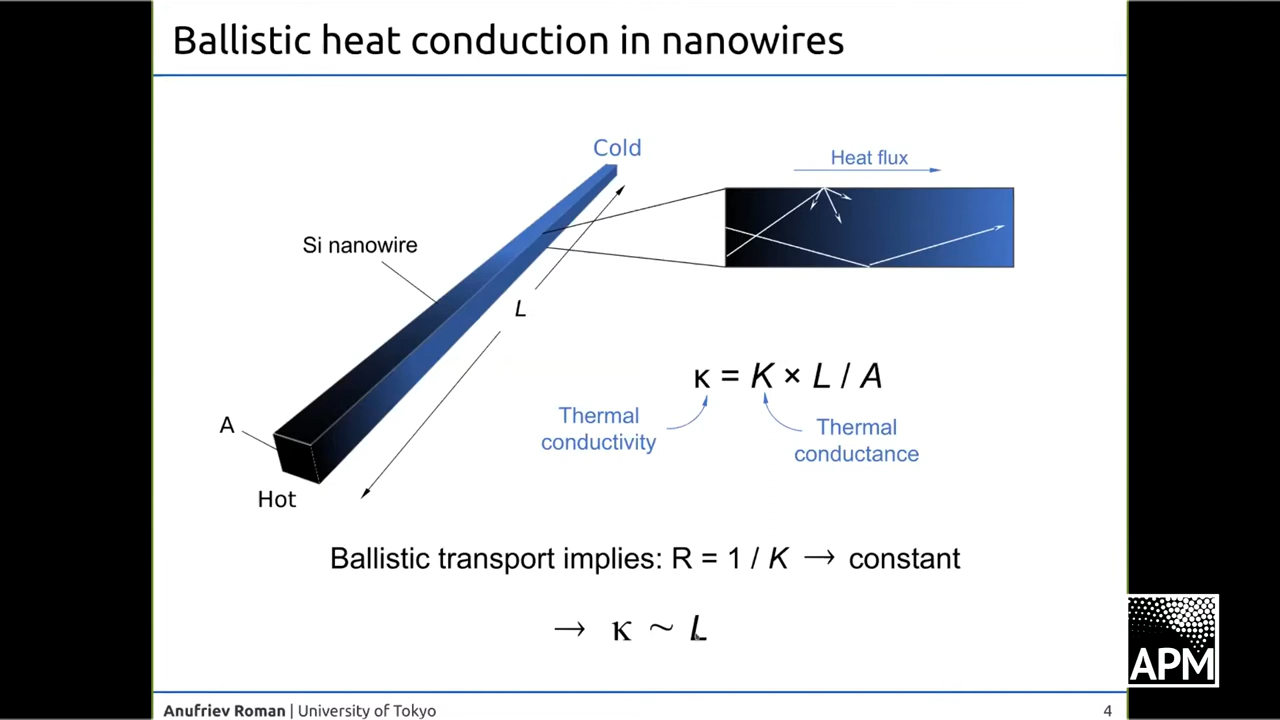 Ballistic heat conduction in nanowires
Cold
Heat flux
Si nanowire
L
κ = K × L / A
Thermal
conductivity
Thermal
conductance
A
Hot
Ballistic transport implies: R = 1 / K → constant
→ κ ~ L
APM
Anufriev Roman | University of Tokyo
4